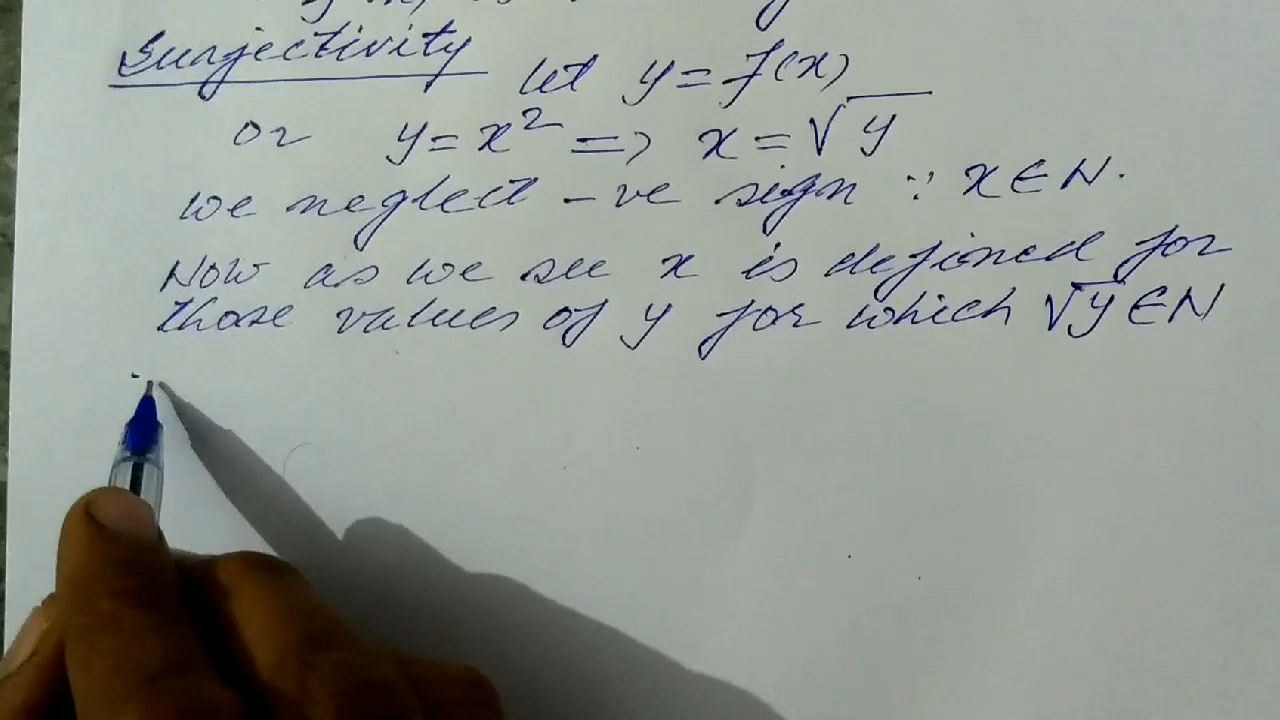 Surjectivity let y = f(x)
or y = x² => x = √y
we neglect -ve sign ∵ x ∈ N.
Now as we see x is defined for
those values of y for which √y ∈ N